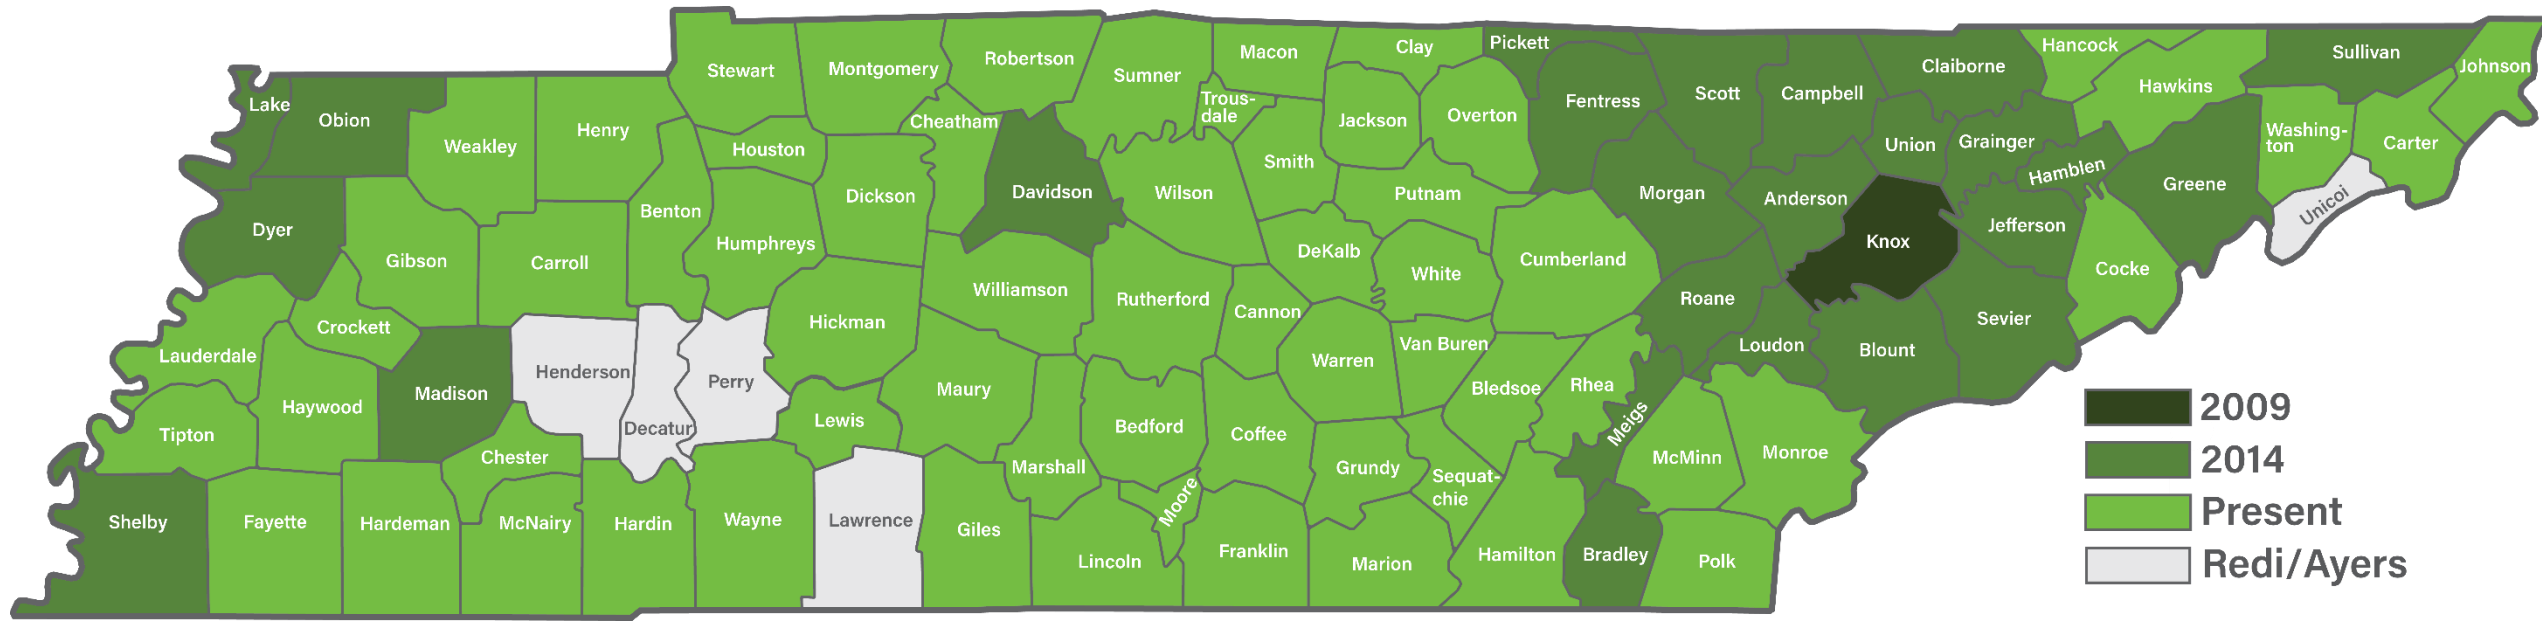 Stewart
Montgomery
Robertson
Sumner
Macon
Clay
Pickett
Fentress
Scott
Campbell
Claiborne
Hancock
Hawkins
Sullivan
Johnson
Lake
Obion
Weakley
Henry
Houston
Cheatham
Trous-
dale
Jackson
Overton
Union
Grainger
Hamblen
Washing-
ton
Carter
Dyer
Gibson
Carroll
Benton
Humphreys
Dickson
Davidson
Wilson
Smith
Putnam
Morgan
Anderson
Knox
Jefferson
Greene
Unicoi
Lauderdale
Crockett
Hickman
Williamson
Rutherford
Cannon
DeKalb
White
Cumberland
Roane
Loudon
Blount
Sevier
Cocke
Tipton
Haywood
Madison
Henderson
Decatur
Perry
Lewis
Maury
Marshall
Bedford
Coffee
Warren
Van Buren
Bledsoe
Rhea
Meigs
McMinn
Monroe
Shelby
Fayette
Hardeman
Chester
McNairy
Hardin
Wayne
Lawrence
Giles
Lincoln
Moore
Franklin
Grundy
Sequat-
chie
Marion
Hamilton
Bradley
Polk
2009
2014
Present
Redi/Ayers